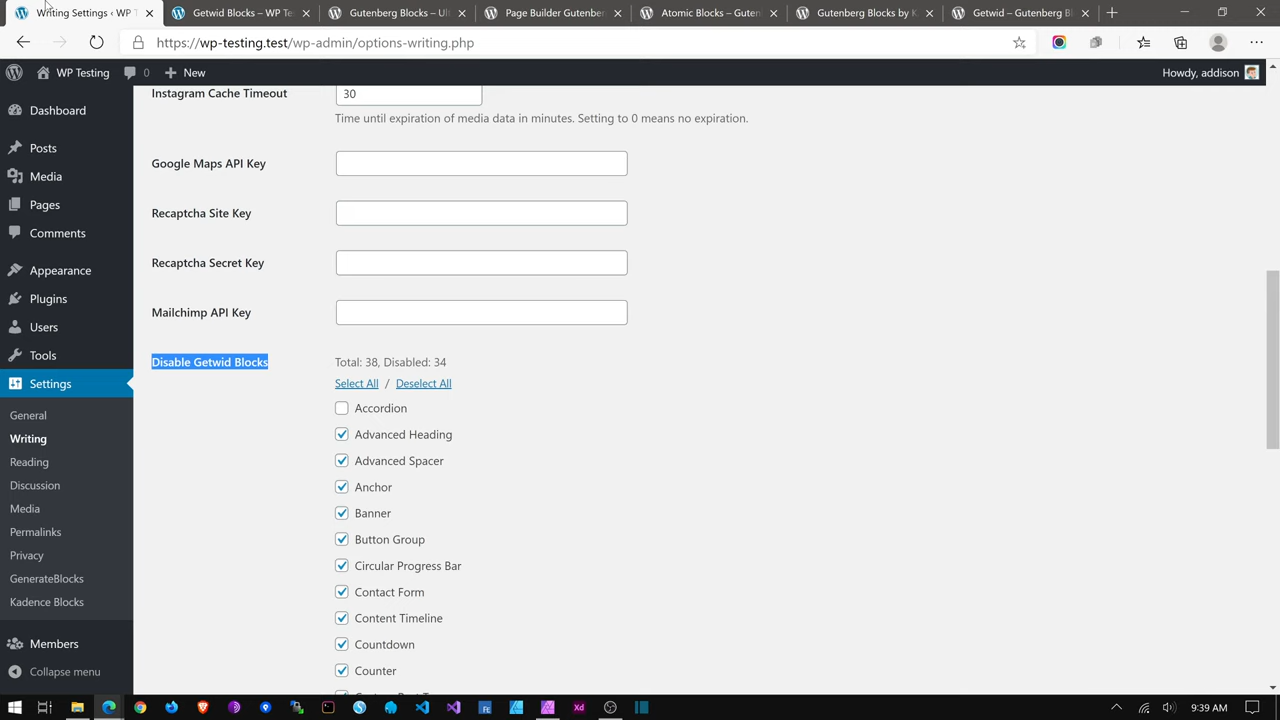 Writing Settings ‹ WP T
Getwid Blocks – WP Te
Gutenberg Blocks – Ul
Page Builder Gutenberg
Atomic Blocks – Guten
Gutenberg Blocks by K
Getwid – Gutenberg Bl
https://wp-testing.test/wp-admin/options-writing.php
WP Testing
0
New
Howdy, addison
Dashboard
Posts
Media
Pages
Comments
Appearance
Plugins
Users
Tools
Settings
General
Writing
Reading
Discussion
Media
Permalinks
Privacy
GenerateBlocks
Kadence Blocks
Members
Collapse menu
Instagram Cache Timeout
30
Time until expiration of media data in minutes. Setting to 0 means no expiration.
Google Maps API Key
Recaptcha Site Key
Recaptcha Secret Key
Mailchimp API Key
Disable Getwid Blocks
Total: 38, Disabled: 34
Select All / Deselect All
Accordion
Advanced Heading
Advanced Spacer
Anchor
Banner
Button Group
Circular Progress Bar
Contact Form
Content Timeline
Countdown
Counter
Xd
9:39 AM